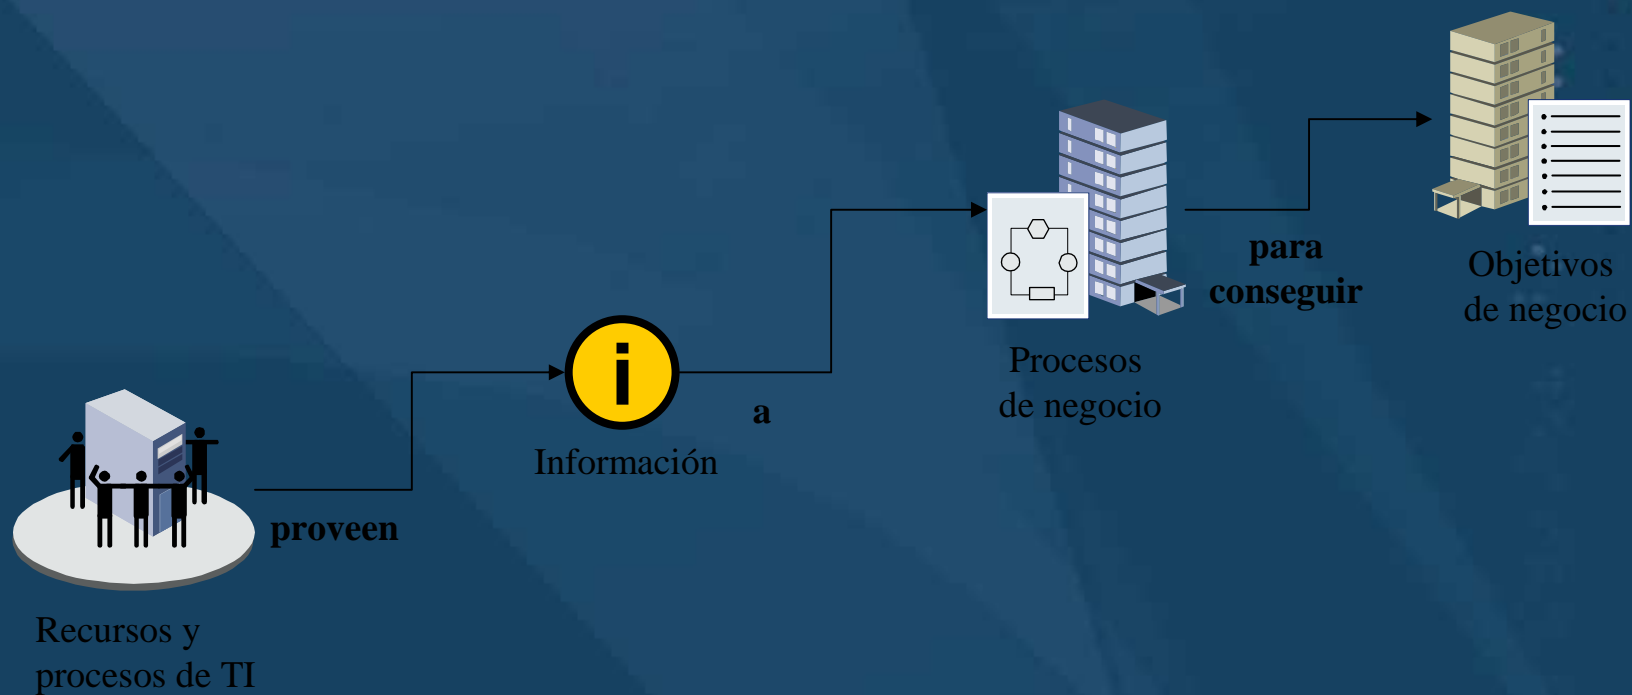 Recursos y
procesos de TI
proveen
i
Información
a
Procesos
de negocio
para
conseguir
Objetivos
de negocio